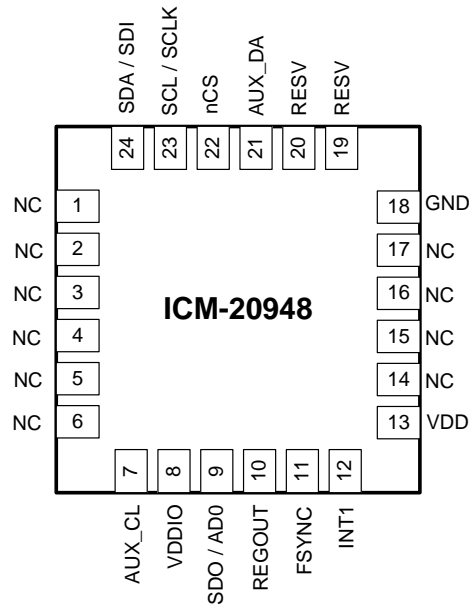 SDA / SDI
SCL / SCLK
nCS
AUX_DA
RESV
RESV
24
23
22
21
20
19
NC
1
NC
2
NC
3
NC
4
NC
5
NC
6
ICM-20948
18
GND
17
NC
16
NC
15
NC
14
NC
13
VDD
7
8
9
10
11
12
AUX_CL
VDDIO
SDO / AD0
REGOUT
FSYNC
INT1